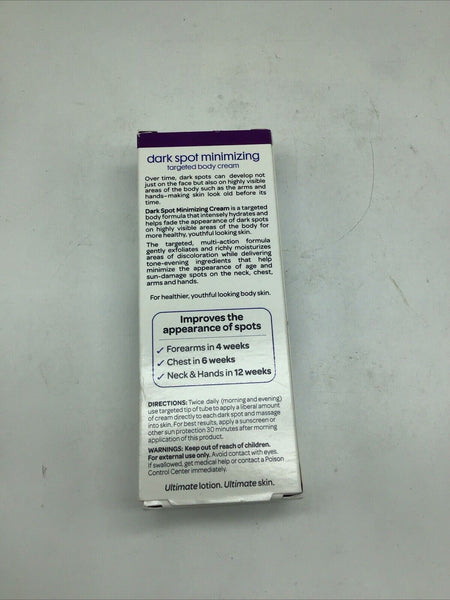 dark spot minimizing
targeted body cream
Over time, dark spots can develop not
just on the face but also on highly visible
areas of the body such as the arms and
hands-making skin look old before its
time.
Dark Spot Minimizing Cream is a targeted
body formula that intensely hydrates and
helps fade the appearance of dark spots
on highly visible areas of the body for
more healthy, youthful looking skin.
The targeted, multi-action formula
gently exfoliates and richly moisturizes
areas of discoloration while delivering
tone-evening ingredients that help
minimize the appearance of age and
sun-damage spots on the neck, chest,
arms and hands.
For healthier, youthful looking body skin.
Improves the
appearance of spots
✓ Forearms in 4 weeks
✓ Chest in 6 weeks
✓ Neck & Hands in 12 weeks
DIRECTIONS: Twice daily (morning and evening)
use targeted tip of tube to apply a liberal amount
of cream directly to each dark spot and massage
into skin. For best results, apply a sunscreen or
other sun protection 30 minutes after morning
application of this product.
WARNINGS: Keep out of reach of children.
For external use only. Avoid contact with eyes.
If swallowed, get medical help or contact a Poison
Control Center immediately.
Ultimate lotion. Ultimate skin.